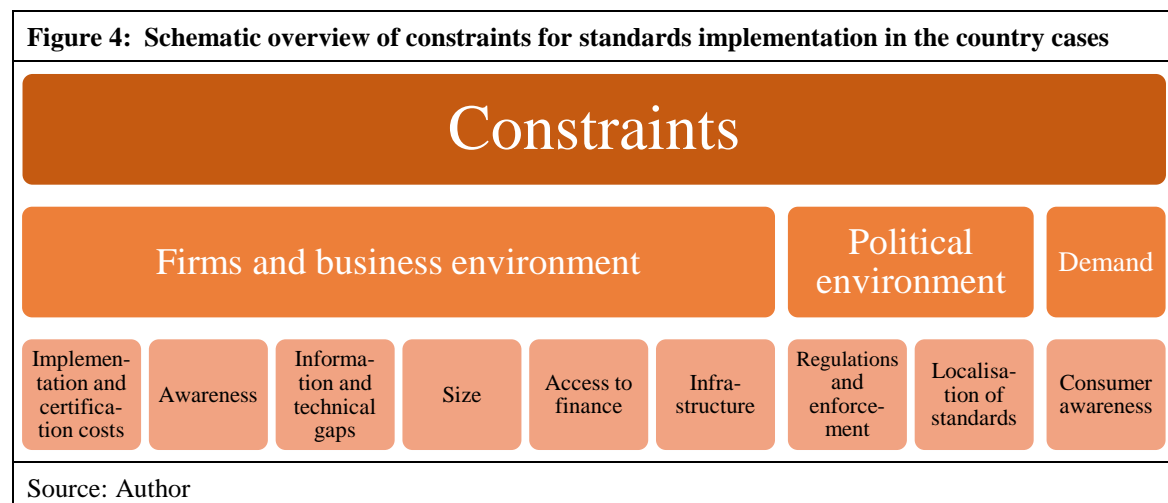 Figure 4: Schematic overview of constraints for standards implementation in the country cases
Constraints
Firms and business environment
Political
environment
Demand
Implemen-
tation and
certifica-
tion costs
Awareness
Informa-
tion and
technical
gaps
Size
Access to
finance
Infra-
structure
Regulations
and
enforce-
ment
Localisa-
tion of
standards
Consumer
awareness
Source: Author